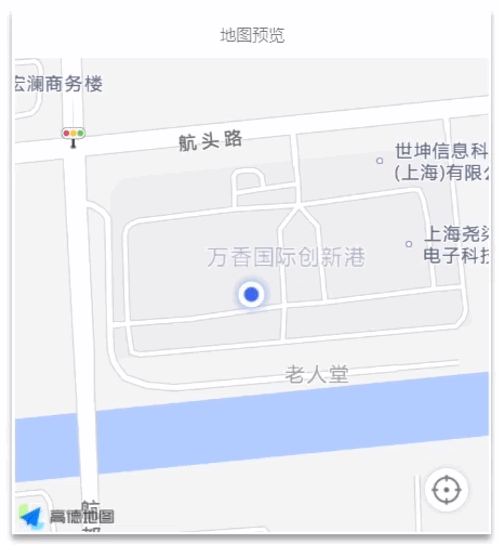 地图预览
宏澜商务楼
航头路
世坤信息科
(上海)有限公
上海尧柒
电子科技
万香国际创新港
老人堂
航
都
高德地图